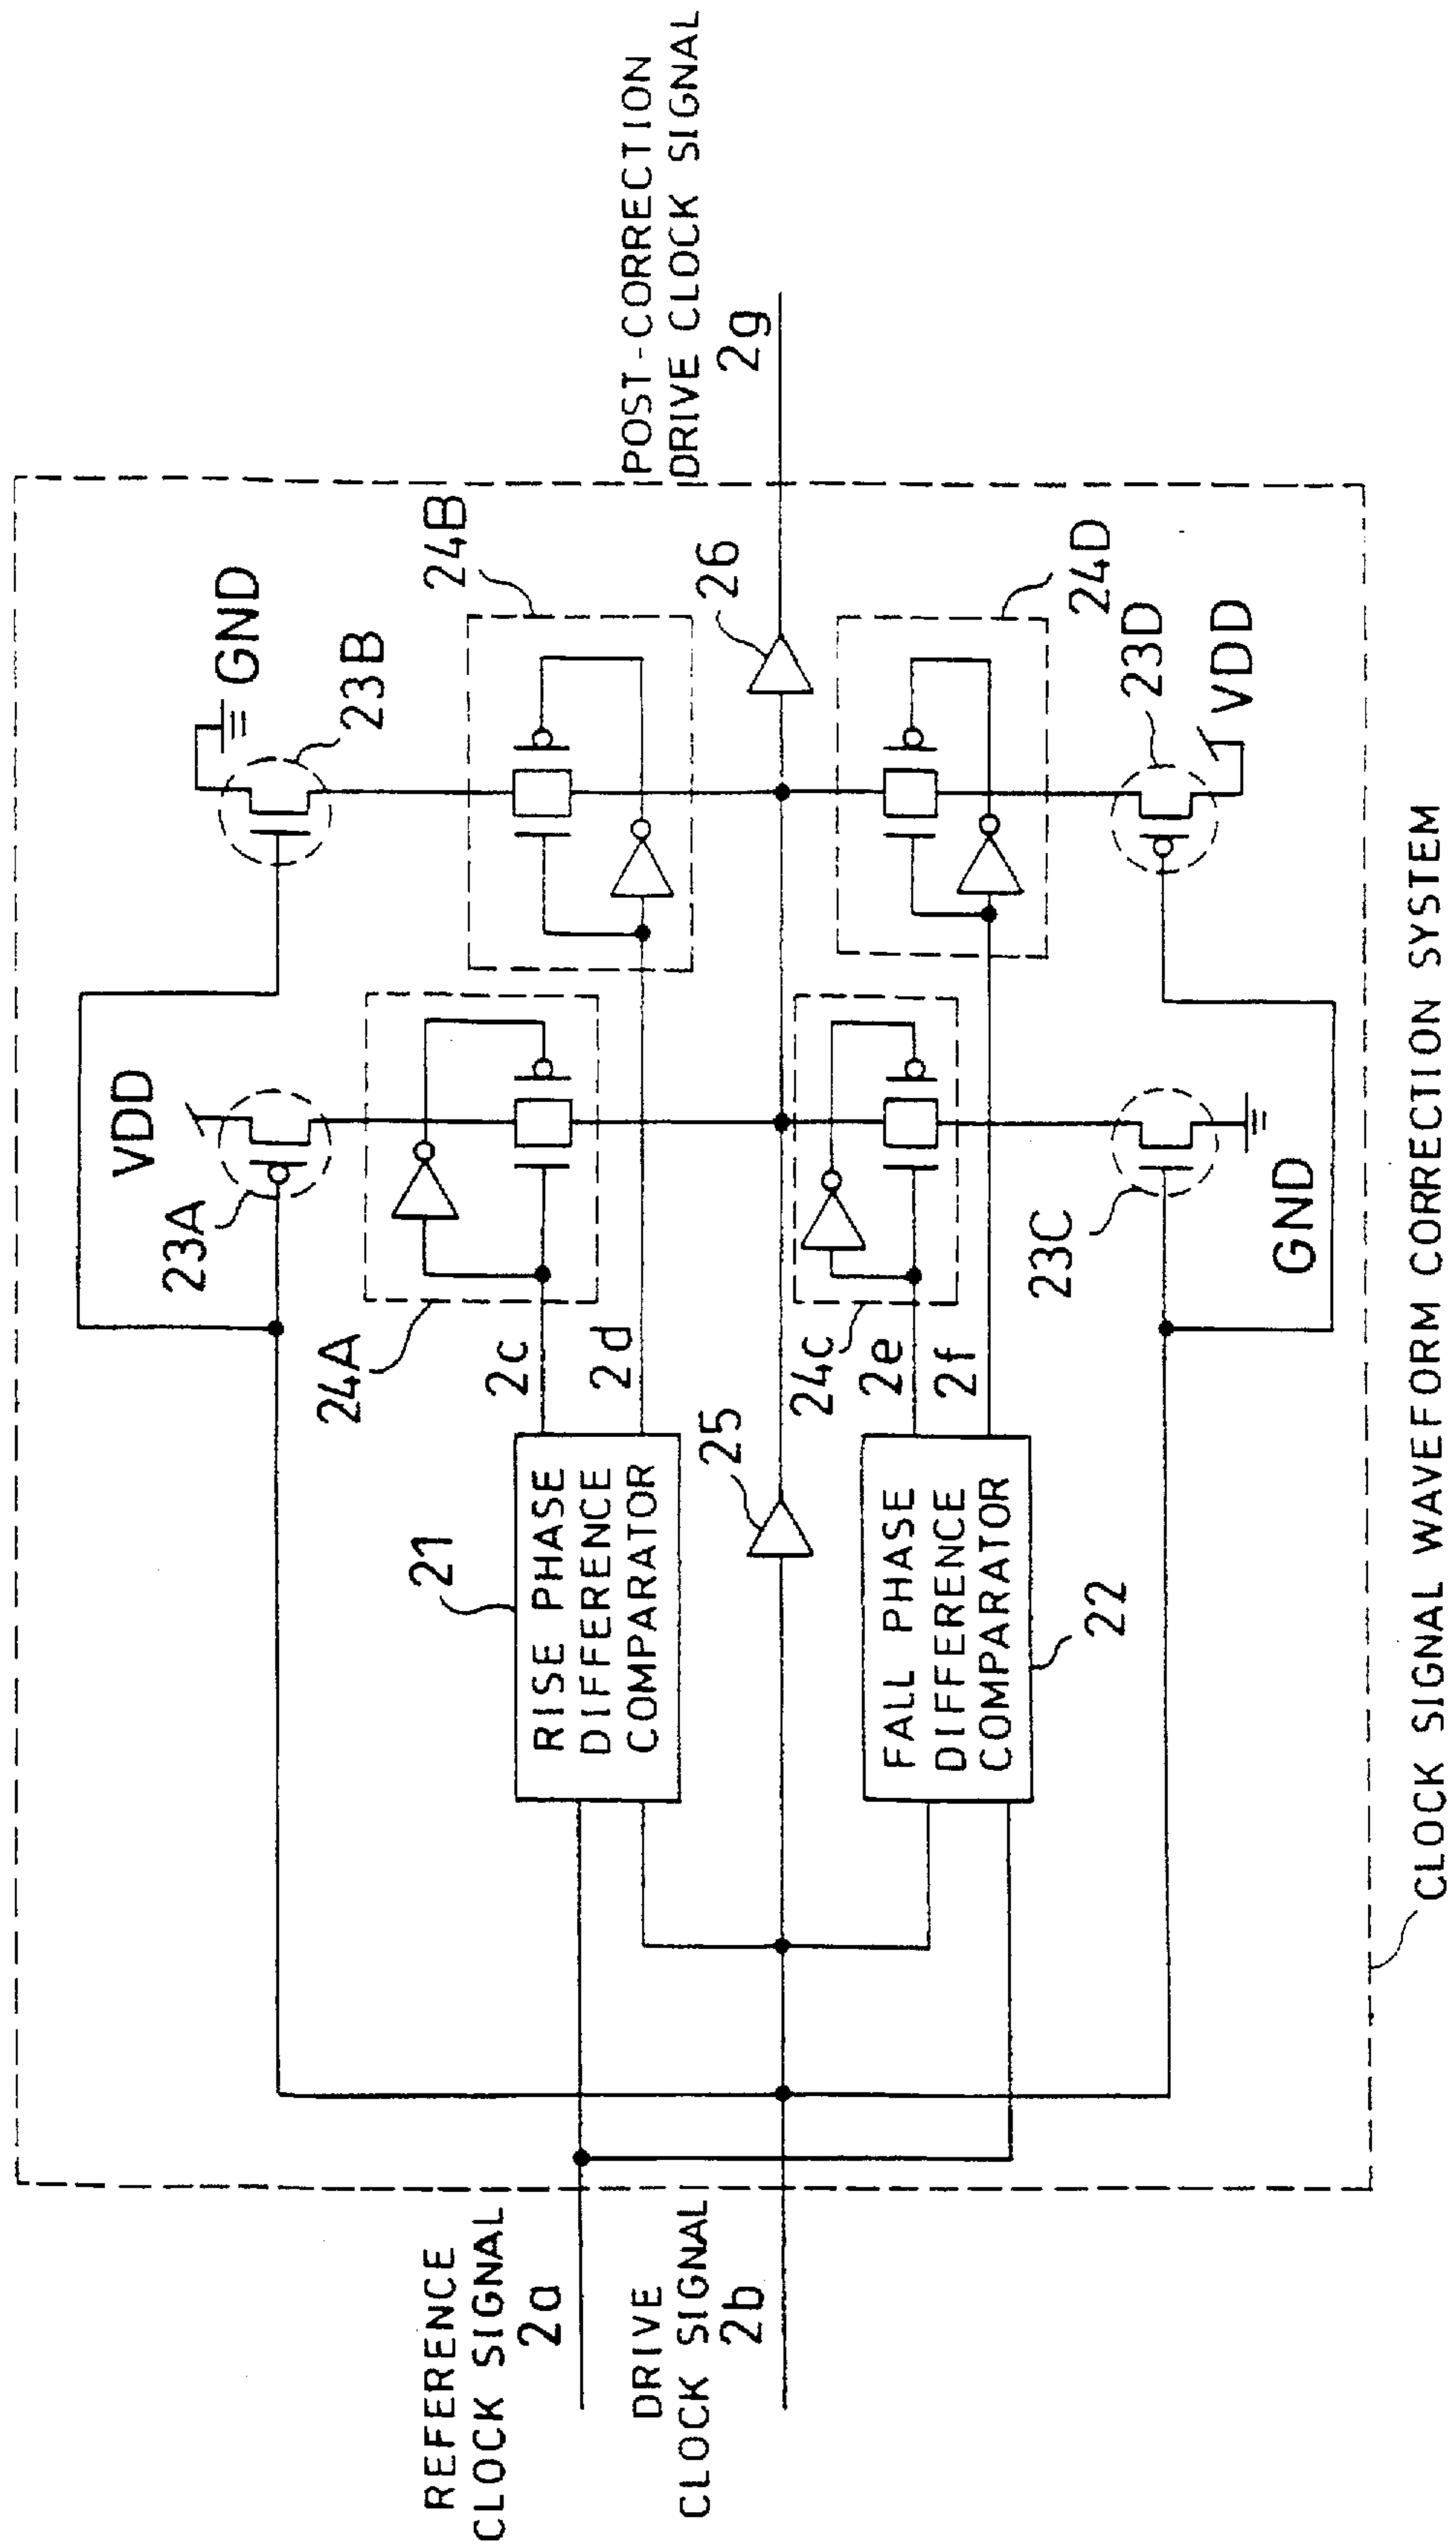 REFERENCE
CLOCK SIGNAL
2a
DRIVE
CLOCK SIGNAL
2b
21
RISE PHASE
DIFFERENCE
COMPARATOR
FALL PHASE
DIFFERENCE
COMPARATOR
22
25
2c
2d
2e
2f
24A
24c
23A
VDD
23C
GND
GND
23B
24B
26
24D
23D
VDD
POST-CORRECTION
DRIVE CLOCK SIGNAL
2g
CLOCK SIGNAL WAVEFORM CORRECTION SYSTEM